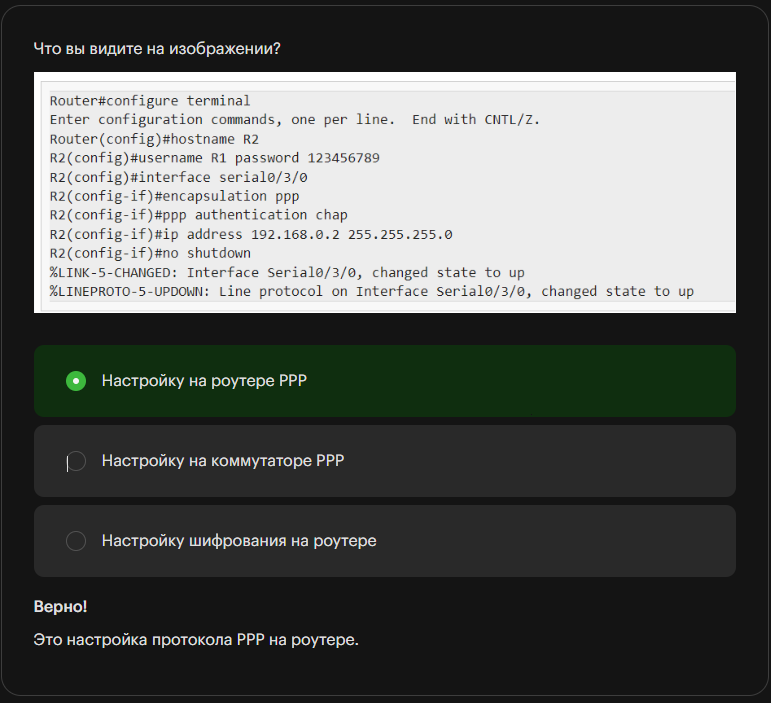 Что вы видите на изображении?
Router#configure terminal
Enter configuration commands, one per line.  End with CNTL/Z.
Router(config)#hostname R2
R2(config)#username R1 password 123456789
R2(config)#interface serial0/3/0
R2(config-if)#encapsulation ppp
R2(config-if)#ppp authentication chap
R2(config-if)#ip address 192.168.0.2 255.255.255.0
R2(config-if)#no shutdown
%LINK-5-CHANGED: Interface Serial0/3/0, changed state to up
%LINEPROTO-5-UPDOWN: Line protocol on Interface Serial0/3/0, changed state to up
Настройку на роутере PPP
Настройку на коммутаторе PPP
Настройку шифрования на роутере
Верно!
Это настройка протокола PPP на роутере.